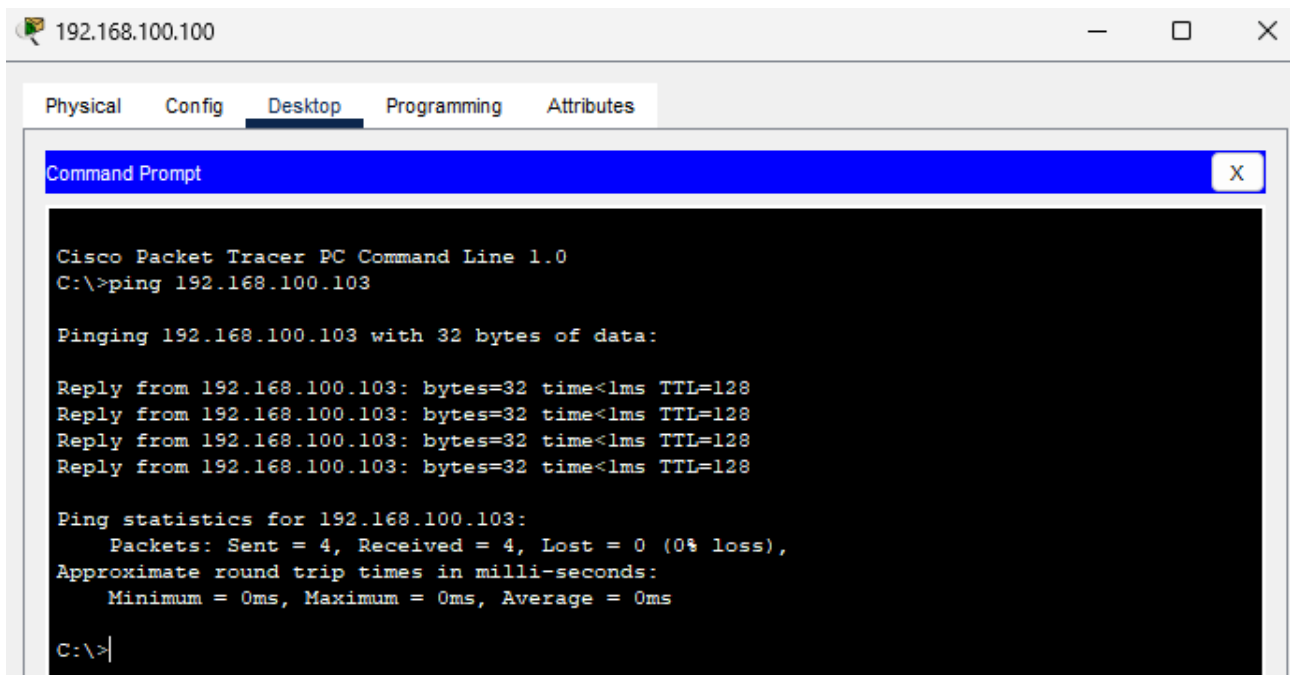 192.168.100.100
Physical Config Desktop Programming Attributes
Command Prompt X
Cisco Packet Tracer PC Command Line 1.0
C:\>ping 192.168.100.103
Pinging 192.168.100.103 with 32 bytes of data:
Reply from 192.168.100.103: bytes=32 time<1ms TTL=128
Reply from 192.168.100.103: bytes=32 time<1ms TTL=128
Reply from 192.168.100.103: bytes=32 time<1ms TTL=128
Reply from 192.168.100.103: bytes=32 time<1ms TTL=128
Ping statistics for 192.168.100.103:
Packets: Sent = 4, Received = 4, Lost = 0 (0% loss),
Approximate round trip times in milli-seconds:
Minimum = 0ms, Maximum = 0ms, Average = 0ms
C:\>